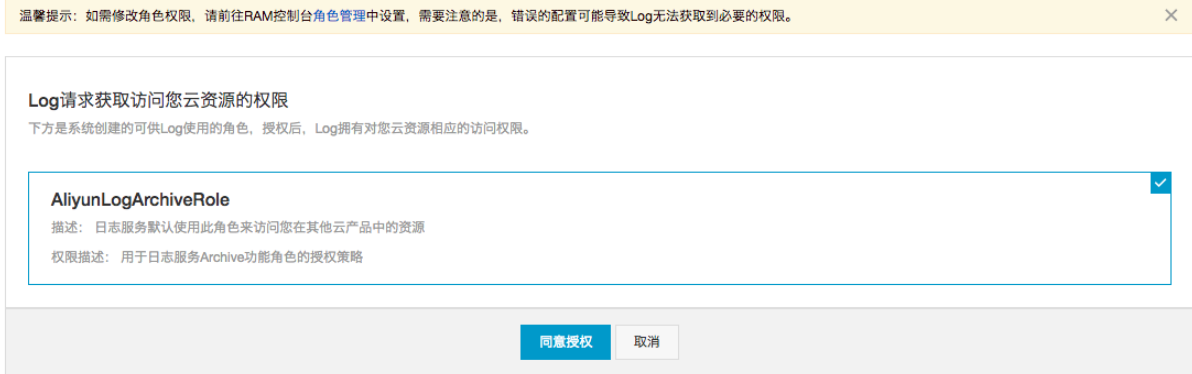 温馨提示：如需修改角色权限，请前往RAM控制台角色管理中设置，需要注意的是，错误的配置可能导致Log无法获取到必要的权限。
Log请求获取访问您云资源的权限
下方是系统创建的可供Log使用的角色，授权后，Log拥有对您云资源相应的访问权限。
AliyunLogArchiveRole
描述： 日志服务默认使用此角色来访问您在其他云产品中的资源
权限描述： 用于日志服务Archive功能角色的授权策略
同意授权 取消